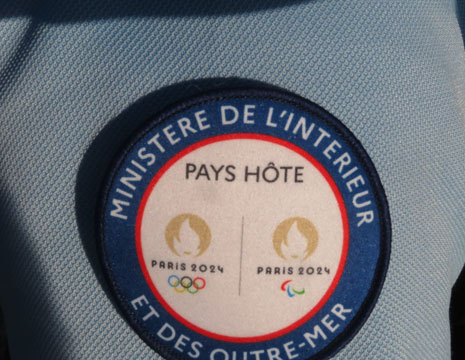 MINISTERE DE L'INTERIEUR
PAYS HÔTE
PARIS 2024 PARIS 2024
ET DES OUTRE-MER